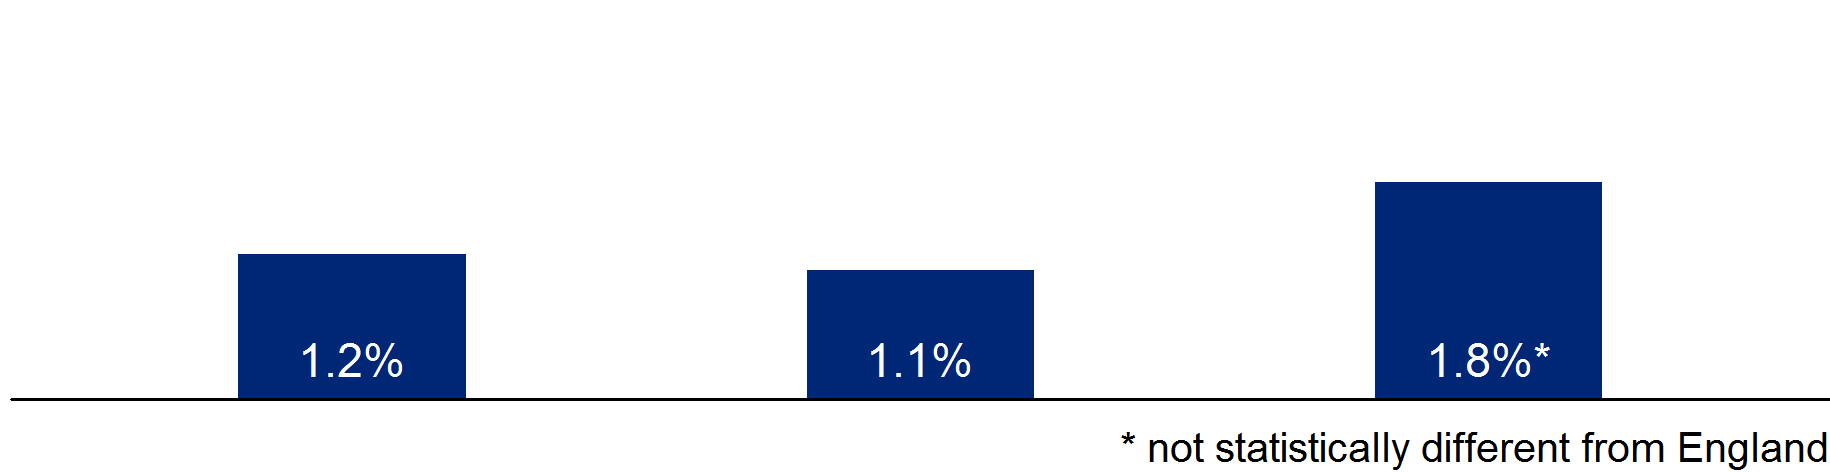 1.2%
1.1%
1.8%*
* not statistically different from England